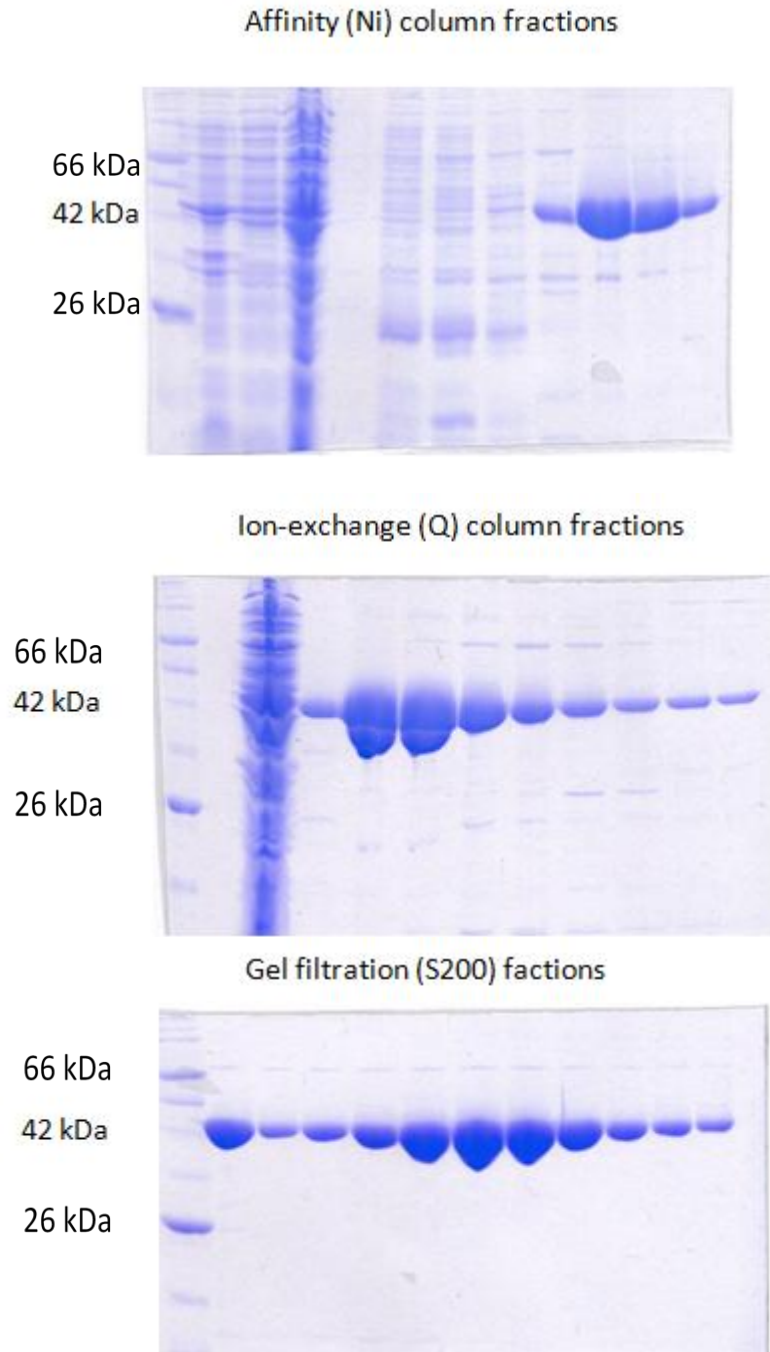 Affinity (Ni) column fractions
66 kDa
42 kDa
26 kDa
Ion-exchange (Q) column fractions
66 kDa
42 kDa
26 kDa
Gel filtration (S200) factions
66 kDa
42 kDa
26 kDa